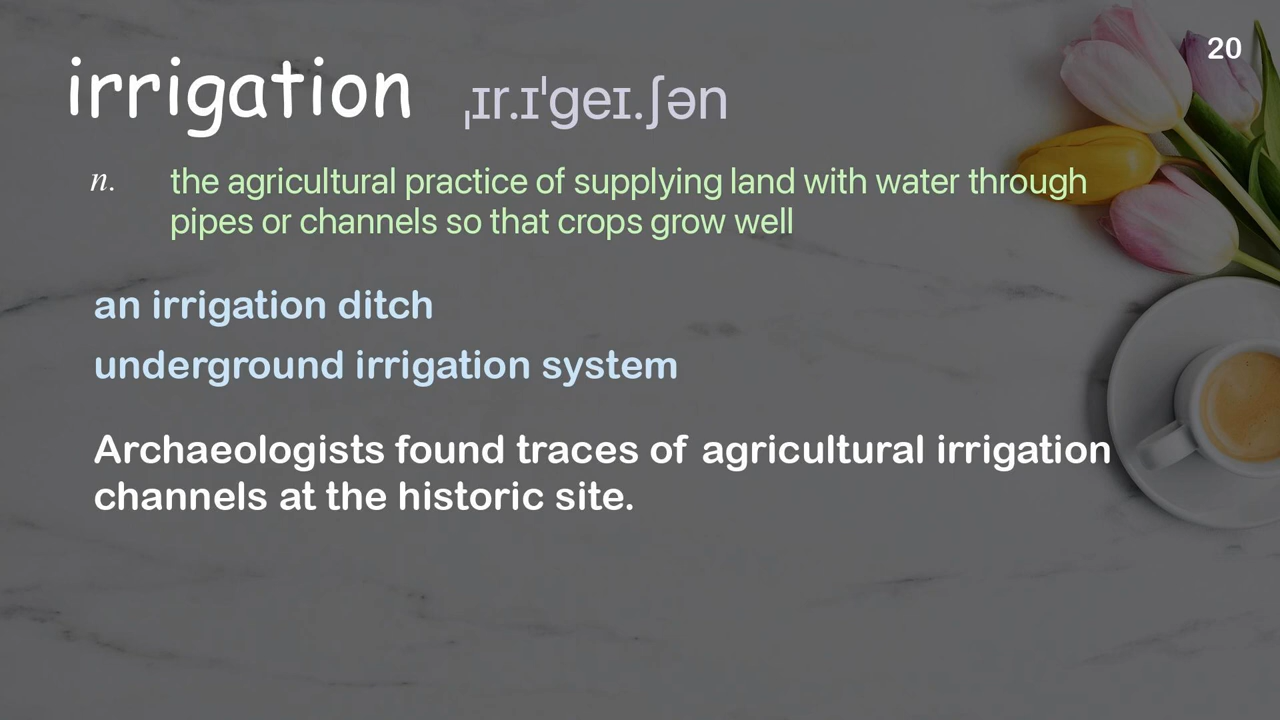 20
irrigation ˌɪr.ɪˈɡeɪ.ʃən
n. the agricultural practice of supplying land with water through
pipes or channels so that crops grow well
an irrigation ditch
underground irrigation system
Archaeologists found traces of agricultural irrigation
channels at the historic site.